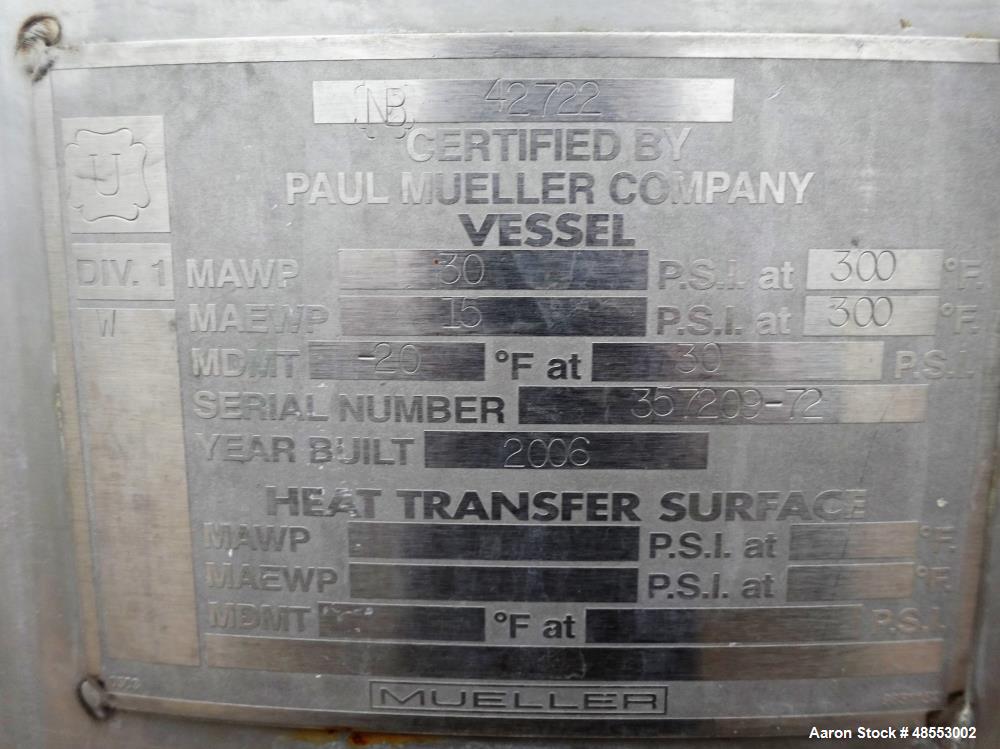 NB 42722
U
CERTIFIED BY
PAUL MUELLER COMPANY
VESSEL
DIV. 1
W
MAWP 30 P.S.I. at 300 °F.
MAEWP 15 P.S.I. at 300 °F.
MDMT -20 °F at 30 P.S.I.
SERIAL NUMBER 357209-72
YEAR BUILT 2006
HEAT TRANSFER SURFACE
MAWP P.S.I. at °F.
MAEWP P.S.I. at °F.
MDMT °F at P.S.I.
MUELLER
Aaron Stock # 48553002